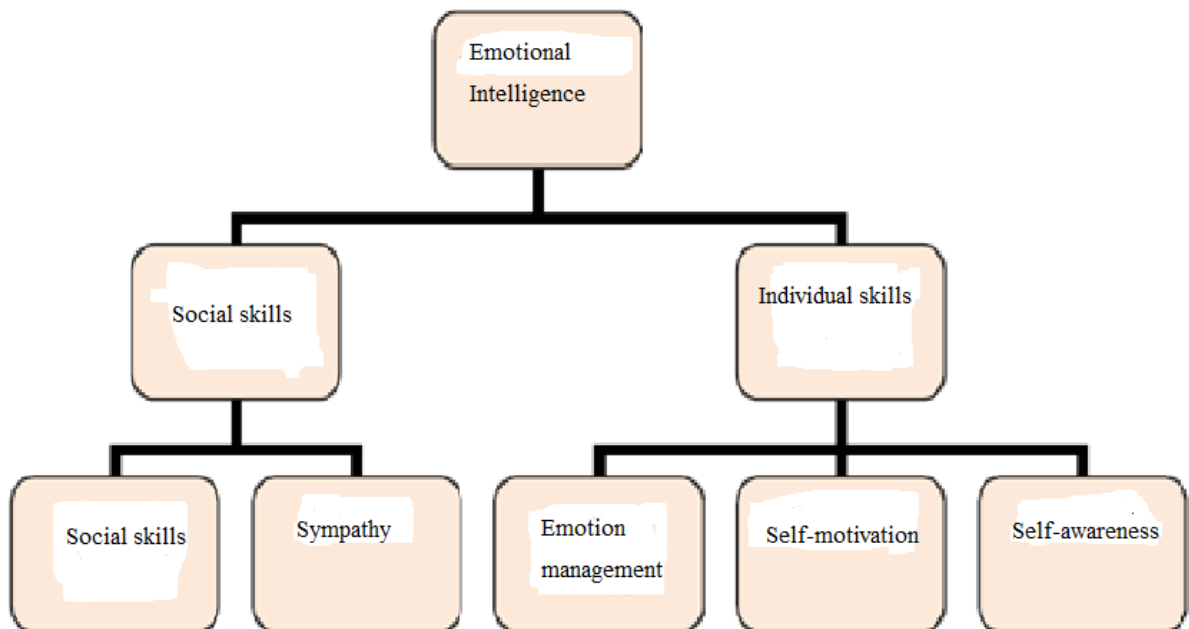 Emotional
Intelligence
Social skills
Individual skills
Social skills
Sympathy
Emotion
management
Self-motivation
Self-awareness